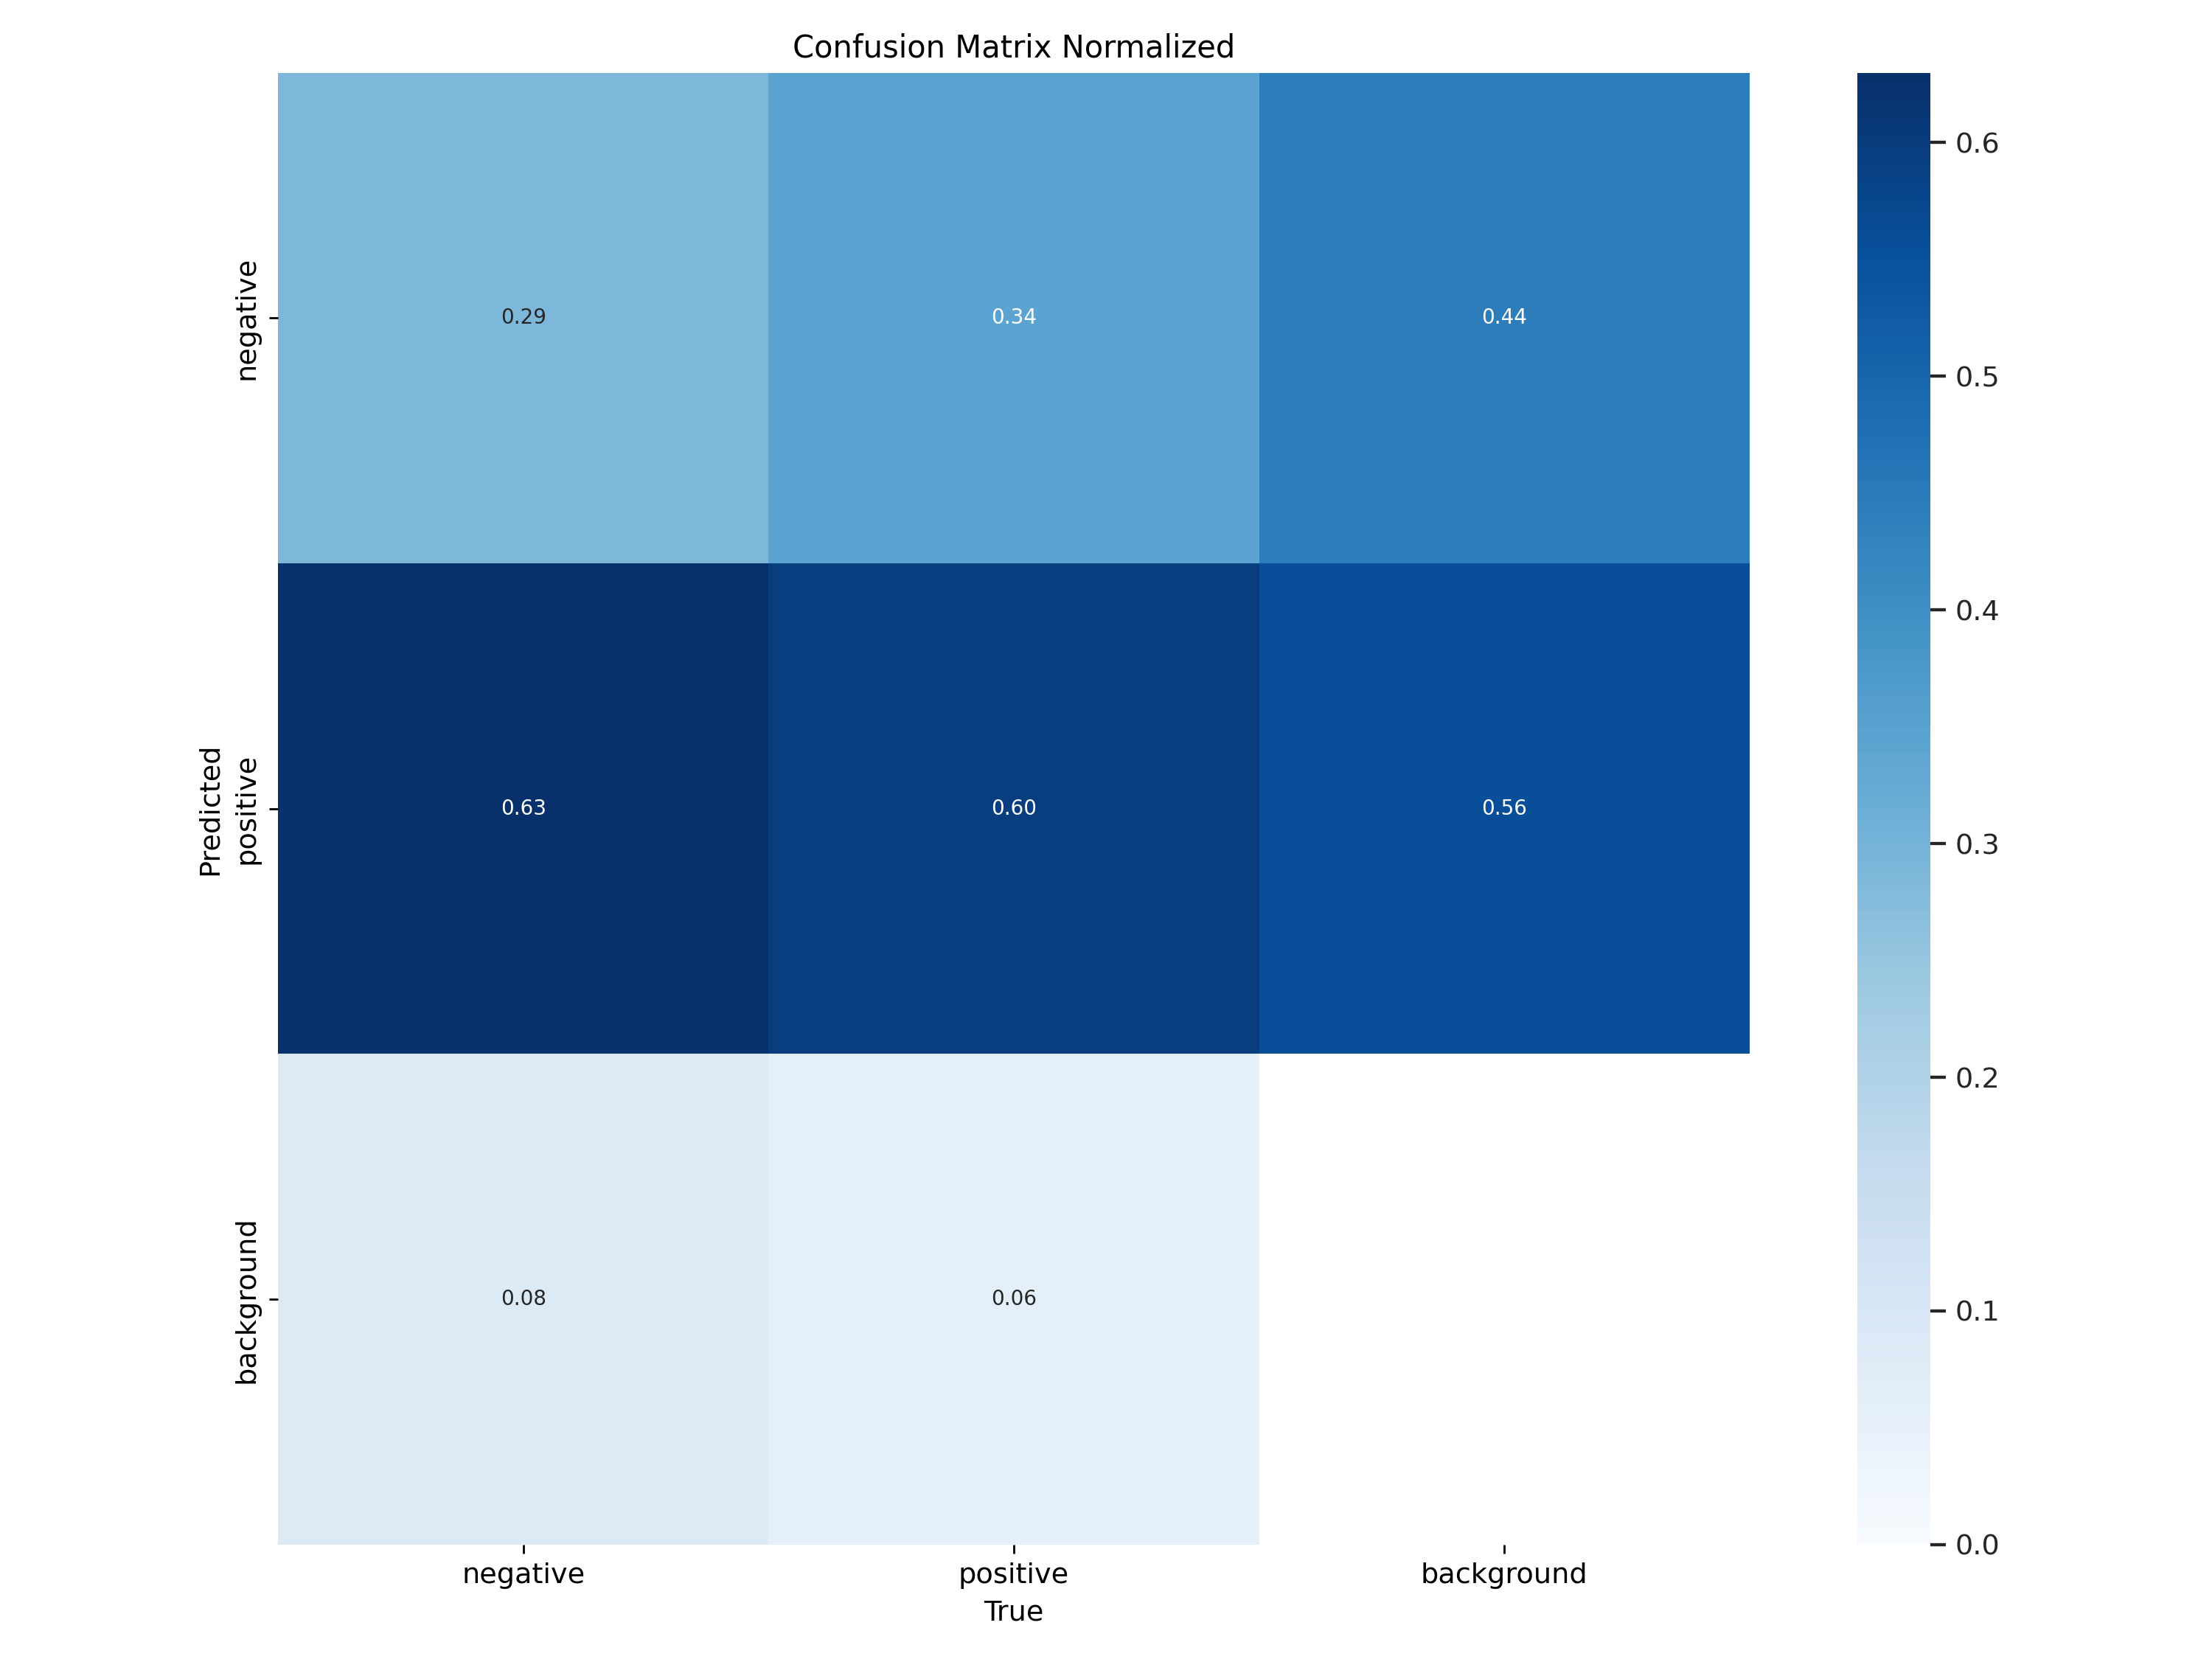 Confusion Matrix Normalized
negative
0.29
0.34
0.44
Predicted
positive
0.63
0.60
0.56
background
0.08
0.06
negative
positive
background
True
0.6
0.5
0.4
0.3
0.2
0.1
0.0